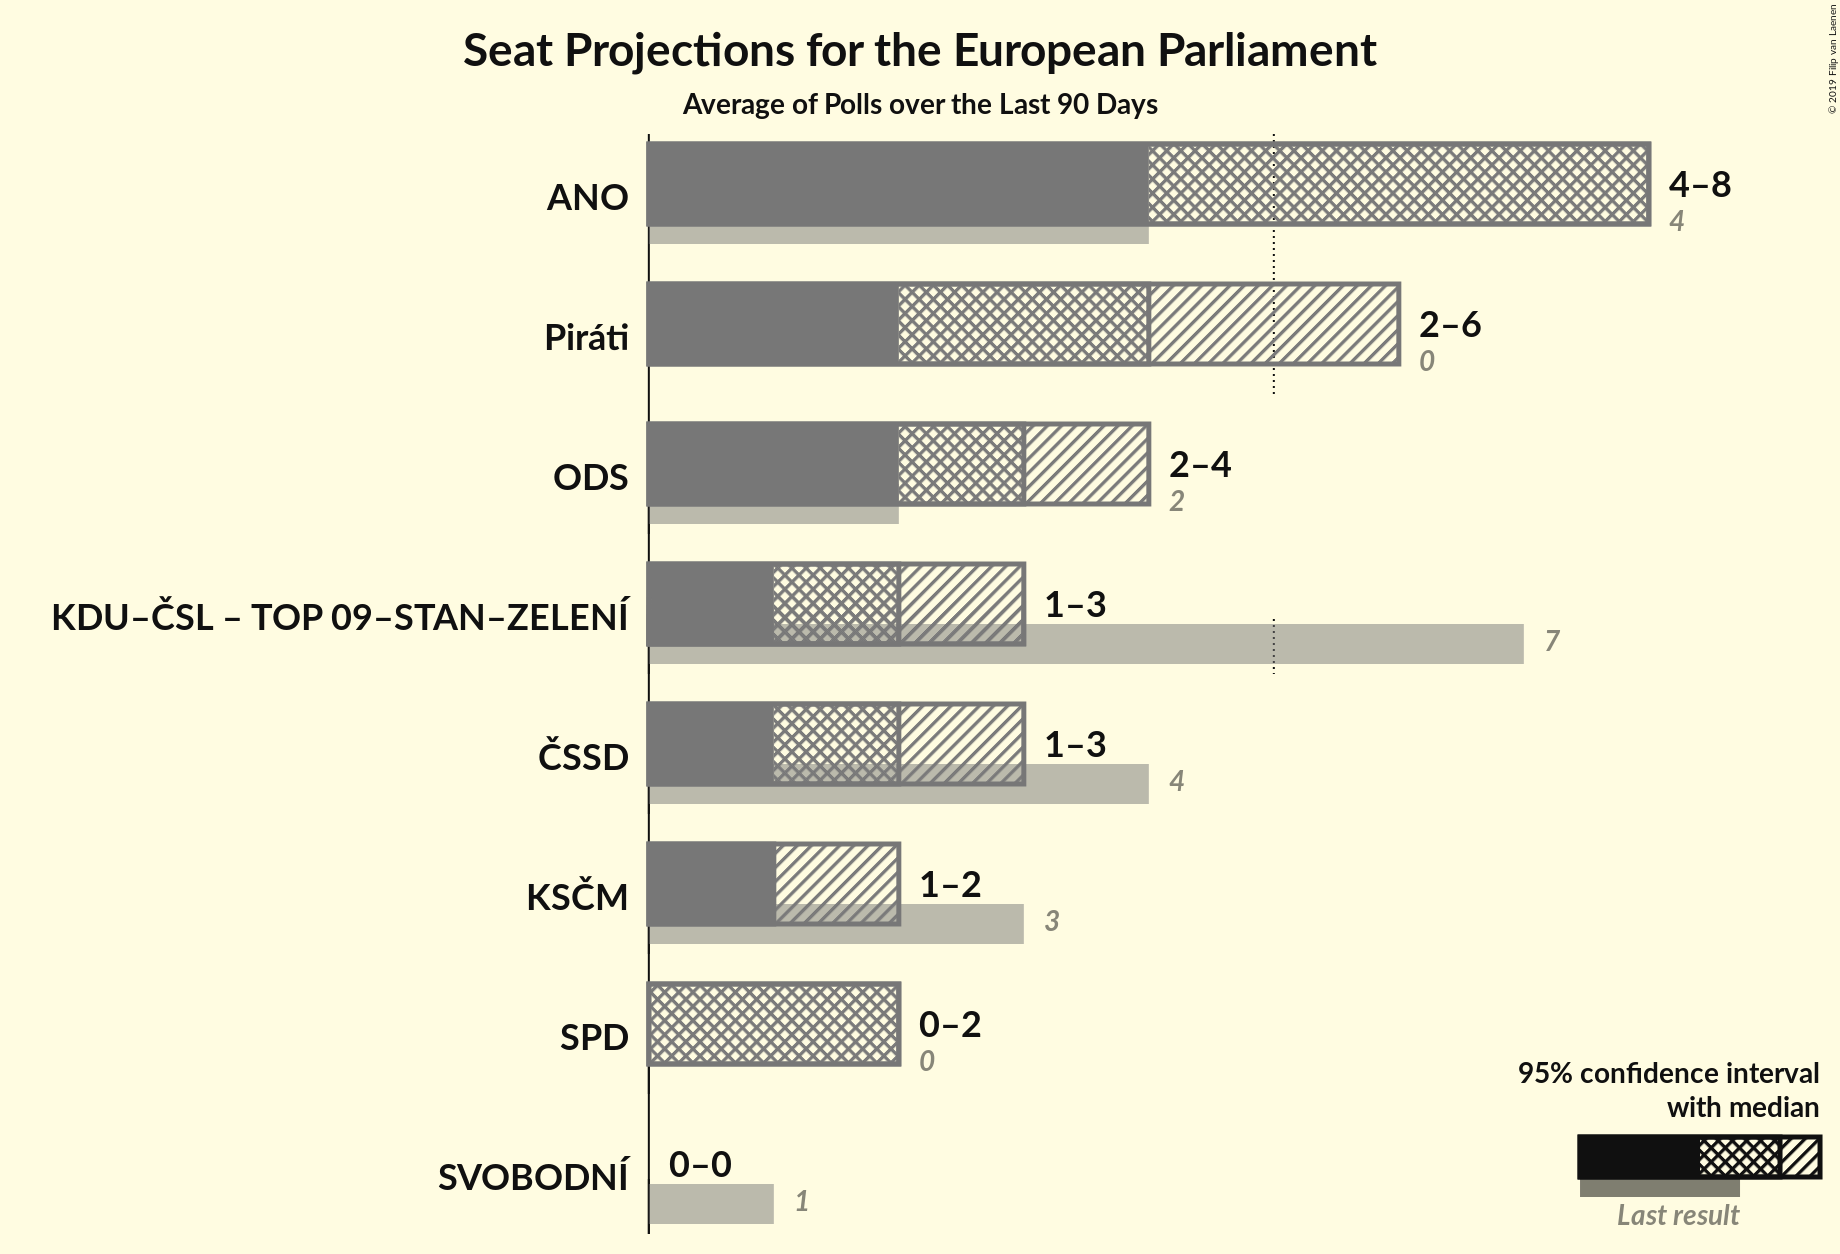 Seat Projections for the European Parliament
Average of Polls over the Last 90 Days
© 2019 Filip van Laenen
ANO
4–8
4
Piráti
2–6
0
ODS
2–4
2
KDU–ČSL – TOP 09–STAN–ZELENÍ
1–3
7
ČSSD
1–3
4
KSČM
1–2
3
SPD
0–2
0
SVOBODNÍ
0–0
1
95% confidence interval
with median
Last result